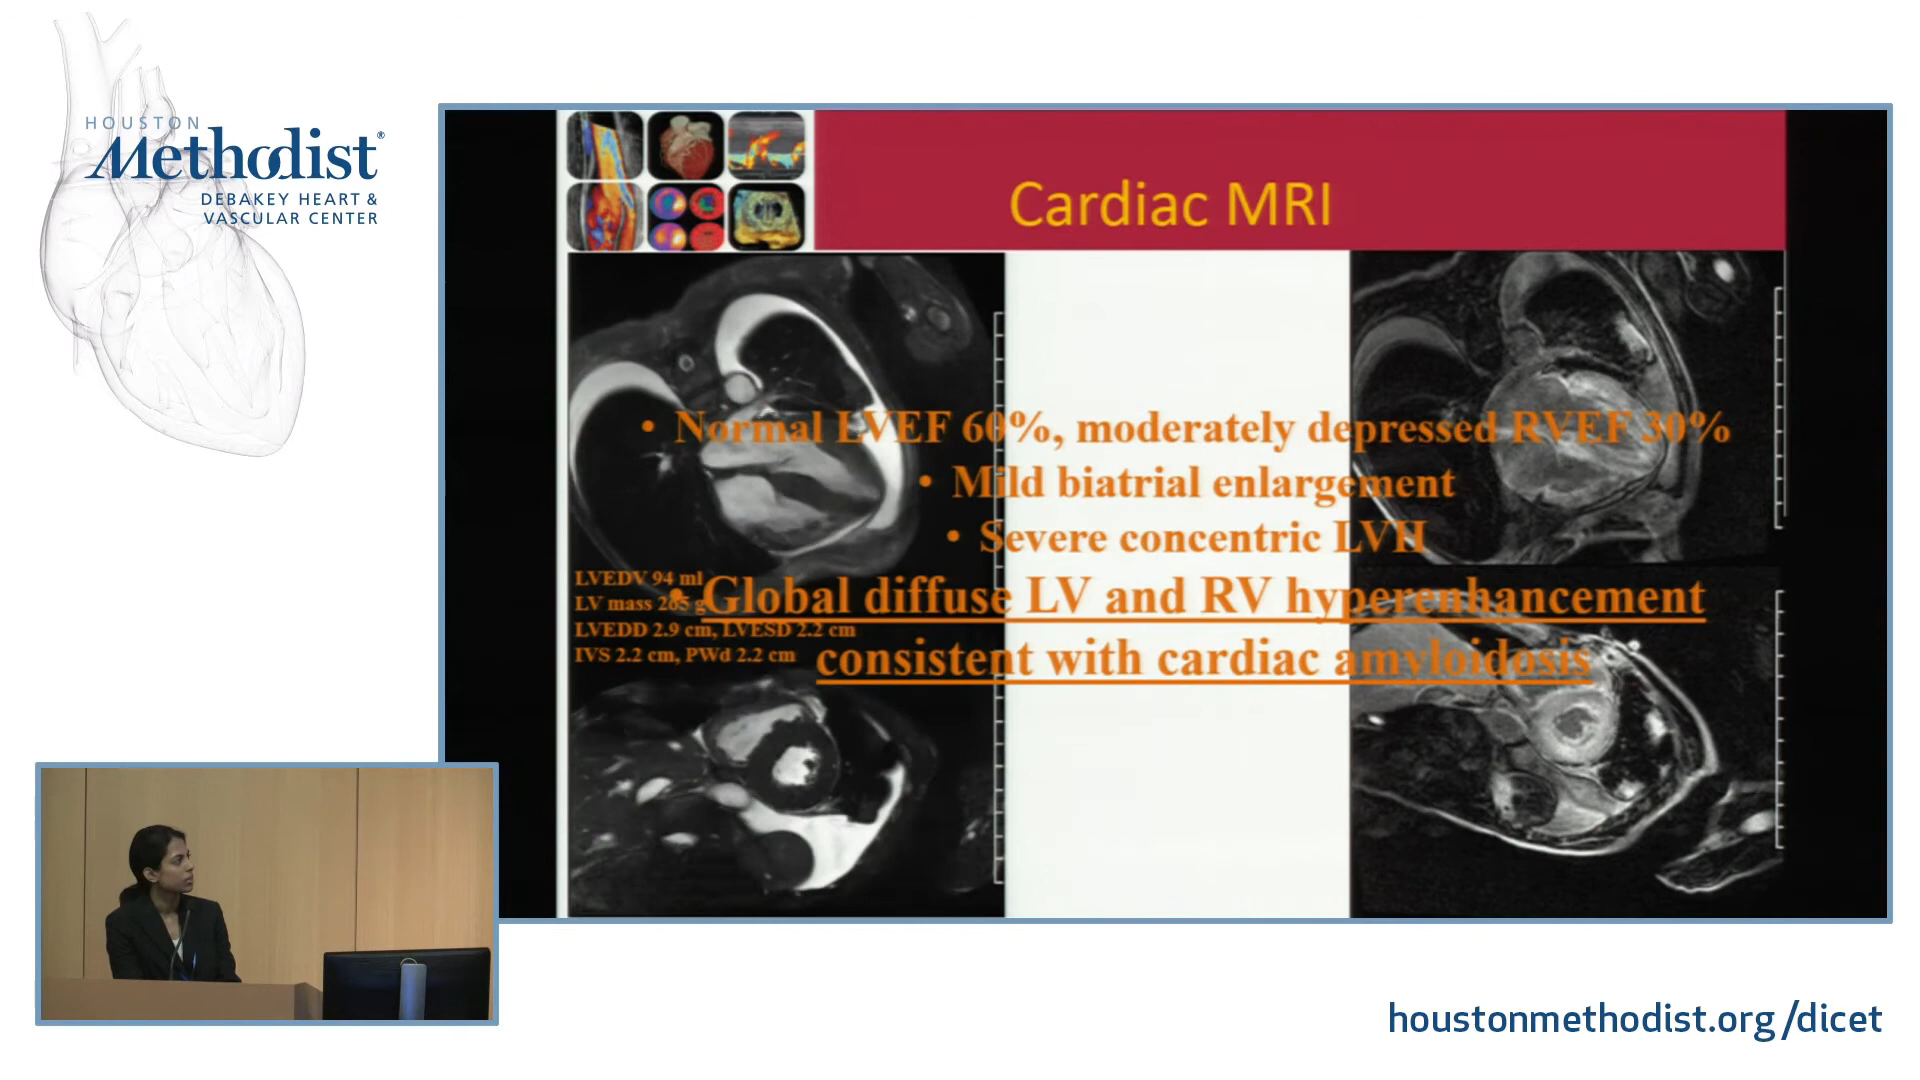 HOUSTON
Methodist®
DEBAKEY HEART &
VASCULAR CENTER
Cardiac MRI
• Normal LVEF 60%, moderately depressed RVEF 30%
• Mild biatrial enlargement
• Severe concentric LVH
• Global diffuse LV and RV hyperenhancement
consistent with cardiac amyloidosis
LVEDV 94 ml
LV mass 265 g
LVEDD 2.9 cm, LVESD 2.2 cm
IVS 2.2 cm, PWd 2.2 cm
houstonmethodist.org/dicet